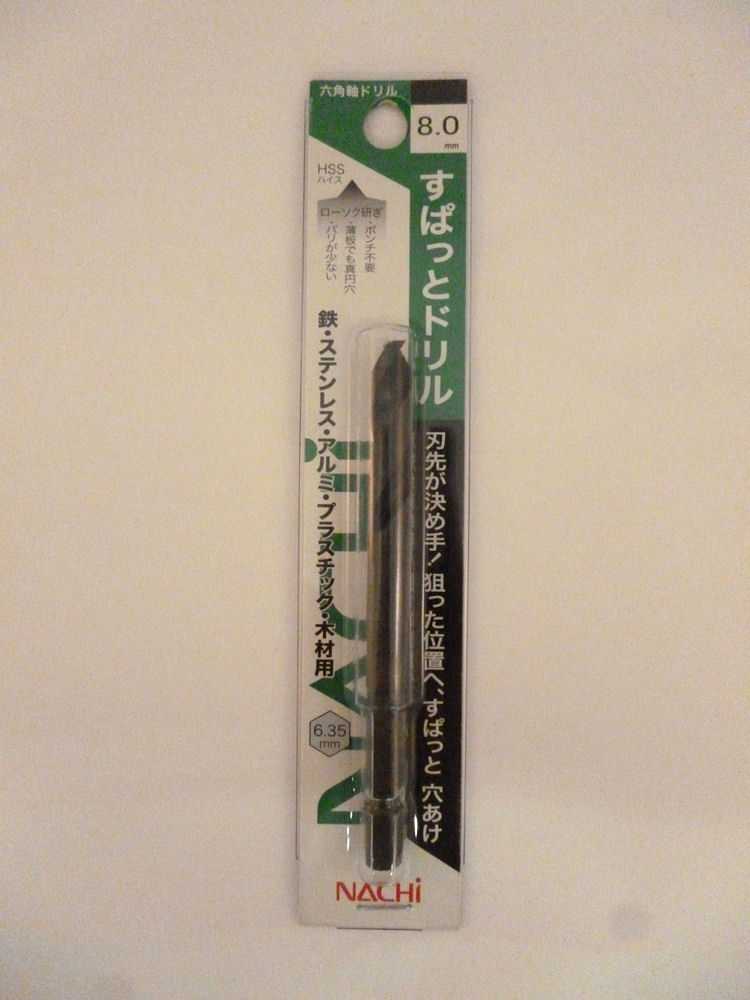 六角軸ドリル
8.0
mm
HSS
ハイス
ローソク研ぎ
・ポンチ不要
・薄板でも真円穴
・バリが少ない
すぱっとドリル
鉄・ステンレス・アルミ・プラスチック・木材用
刃先が決め手!狙った位置へ、すぱっと 穴あけ
6.35
mm
NACHi
NACHi